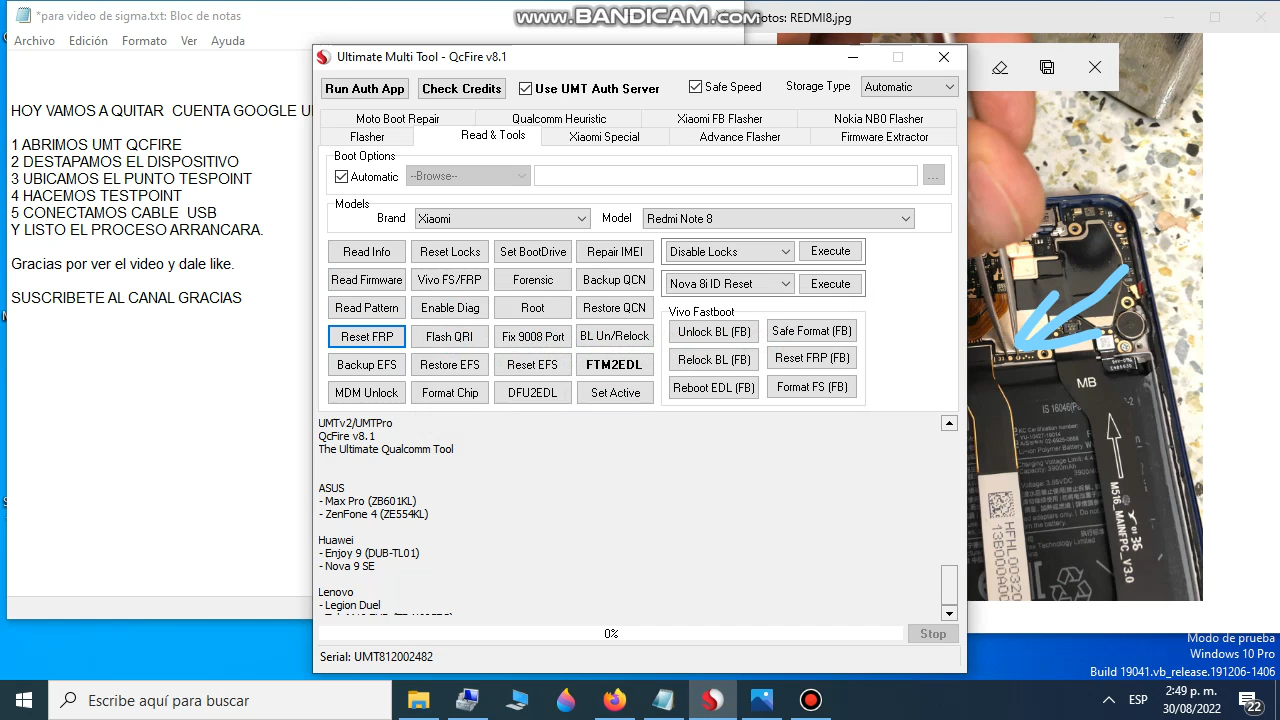 *para video de sigma.txt: Bloc de notas
www.BANDICAM.com
otos: REDMI8.jpg
Archivo Edición Formato Ver Ayuda
HOY VAMOS A QUITAR CUENTA GOOGLE
1 ABRIMOS UMT QCFIRE
2 DESTAPAMOS EL DISPOSITIVO
3 UBICAMOS EL PUNTO TESPOINT
4 HACEMOS TESTPOINT
5 CONECTAMOS CABLE USB
Y LISTO EL PROCESO ARRANCARA.
Gracias por ver el video y dale like.
SUSCRIBETE AL CANAL GRACIAS
Ultimate Multi Tool - QcFire v8.1
Run Auth App Check Credits Use UMT Auth Server Safe Speed Storage Type Automatic
Moto Boot Repair Qualcomm Heuristic Xiaomi FB Flasher Nokia NB0 Flasher
Flasher Read & Tools Xiaomi Special Advance Flasher Firmware Extractor
Boot Options
Automatic --Browse-- ...
Models
Brand Xiaomi Model Redmi Note 8
Read Info Reset Locks Set BootDrive Repair IMEI Disable Locks Execute
Read Firmware No FS/FRP Forensic Backup QCN Execute
Read Pattern Enable Diag Root Restore QCN
Vivo Fastboot
Reset FRP Flash QRI Fix 9008 Port BL Un/Relock Unlock BL (FB) Safe Format (FB)
Backup EFS Restore EFS Reset EFS FTM2EDL Relock BL (FB) Reset FRP (FB)
MDM Unlock Format Chip DFU2EDL Set Active Reboot EDL (FB) Format FS (FB)
UMTv2/UMTPro
QcFire v8.1
The Ultimate Qualcomm Tool
ASUS
- Max Pro M2 (ZB01KL)
- ZenFone 4 (ZE554KL)
Huawei
- Enjoy 9 (DUB-TL01)
- Nova 9 SE
Lenovo
- Legion Duel
0% Stop
Serial: UMT812002482
MB
M516_MAINFPC_V3.0
HFHL00320
13B000A00
Modo de prueba
Windows 10 Pro
Build 19041.vb_release.191206-1406
Escribe aquí para buscar
ESP
2:49 p. m.
30/08/2022
22